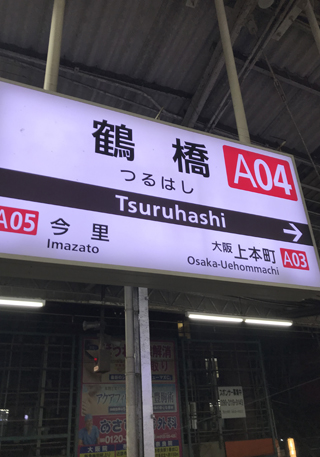 鶴橋 A04
つるはし
Tsuruhashi
A05 今里
Imazato
大阪上本町 A03
Osaka-Uehommachi